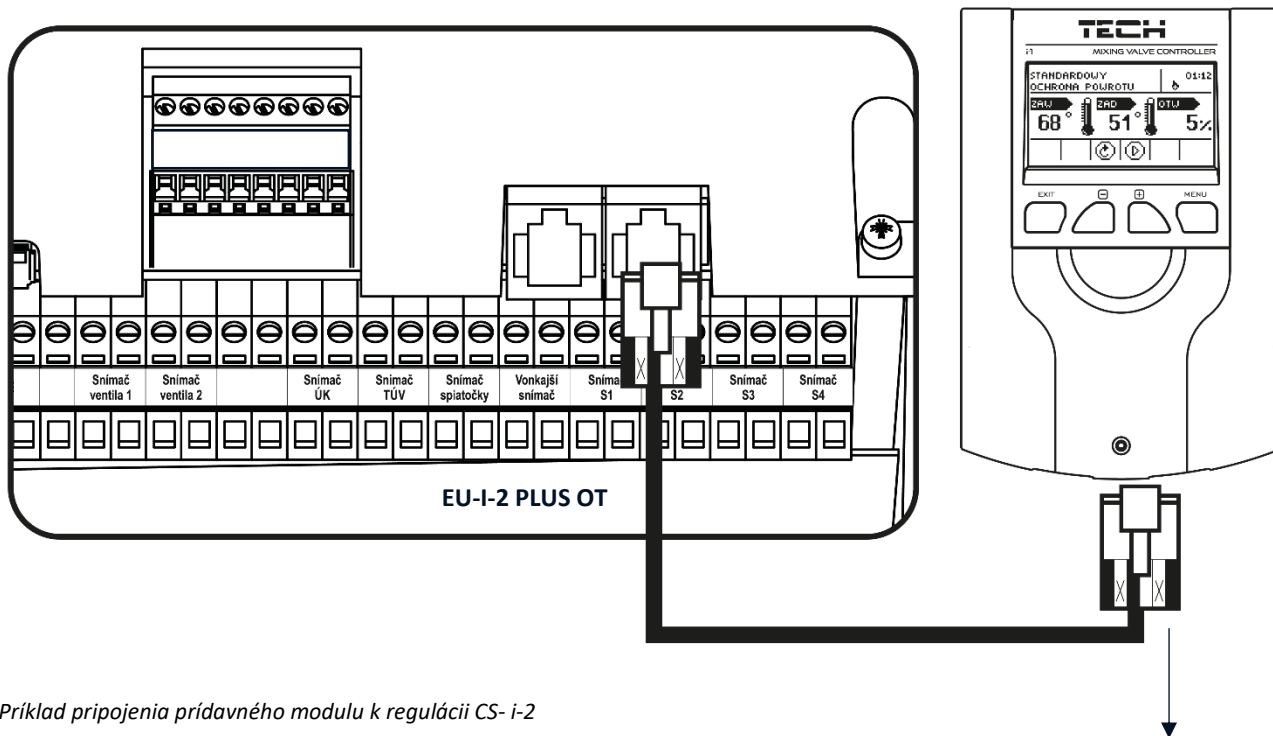 TECH
i1 MIXING VALVE CONTROLLER
STANDARDOWY
OCHRONA POWROTU
01:12
ZAW ZAD OTW
68° 51° 5%
EXIT MENU
Snímač ventila 1
Snímač ventila 2
Snímač ÚK
Snímač TÚV
Snímač spiatočky
Vonkajší snímač
S1
S2
Snímač S3
Snímač S4
EU-I-2 PLUS OT
Príklad pripojenia prídavného modulu k regulácii CS- i-2